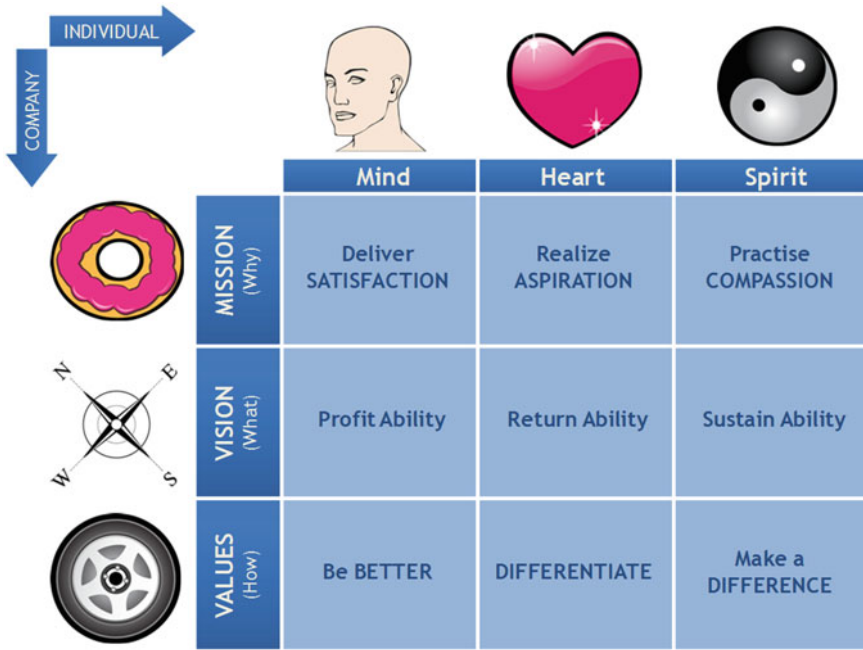 INDIVIDUAL
COMPANY
Mind
Heart
Spirit
MISSION
(Why)
Deliver
SATISFACTION
Realize
ASPIRATION
Practise
COMPASSION
N
E
W
S
VISION
(What)
Profit Ability
Return Ability
Sustain Ability
VALUES
(How)
Be BETTER
DIFFERENTIATE
Make a
DIFFERENCE